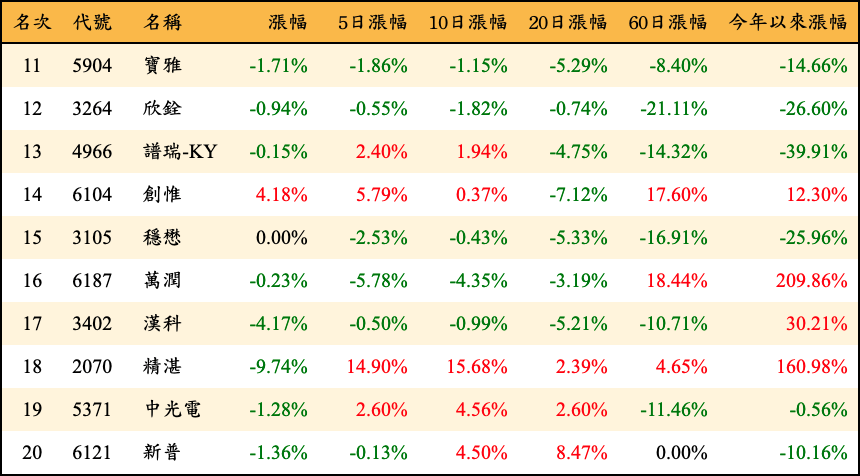 名次 代號 名稱 漲幅 5日漲幅 10日漲幅 20日漲幅 60日漲幅 今年以來漲幅
11 5904 寶雅 -1.71% -1.86% -1.15% -5.29% -8.40% -14.66%
12 3264 欣銓 -0.94% -0.55% -1.82% -0.74% -21.11% -26.60%
13 4966 譜瑞-KY -0.15% 2.40% 1.94% -4.75% -14.32% -39.91%
14 6104 創惟 4.18% 5.79% 0.37% -7.12% 17.60% 12.30%
15 3105 穩懋 0.00% -2.53% -0.43% -5.33% -16.91% -25.96%
16 6187 萬潤 -0.23% -5.78% -4.35% -3.19% 18.44% 209.86%
17 3402 漢科 -4.17% -0.50% -0.99% -5.21% -10.71% 30.21%
18 2070 精湛 -9.74% 14.90% 15.68% 2.39% 4.65% 160.98%
19 5371 中光電 -1.28% 2.60% 4.56% 2.60% -11.46% -0.56%
20 6121 新普 -1.36% -0.13% 4.50% 8.47% 0.00% -10.16%